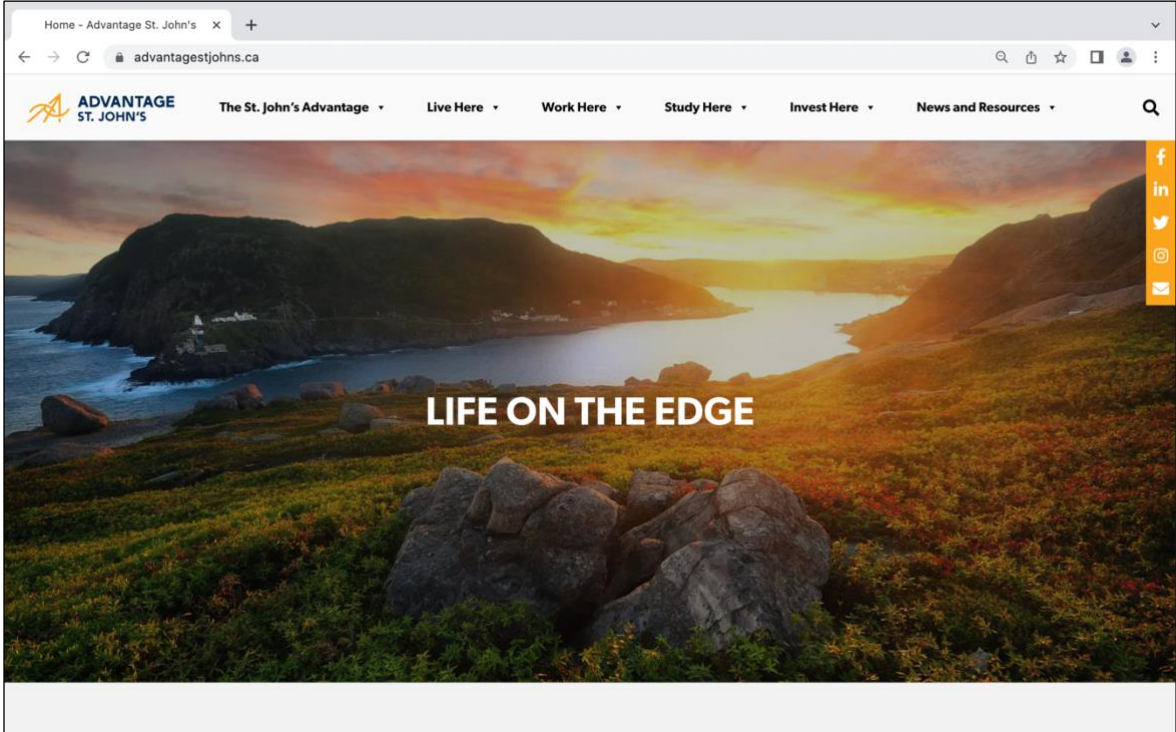 Home - Advantage St. John's
advantagestjohns.ca
ADVANTAGE
ST. JOHN'S
The St. John's Advantage
Live Here
Work Here
Study Here
Invest Here
News and Resources
f
in
LIFE ON THE EDGE